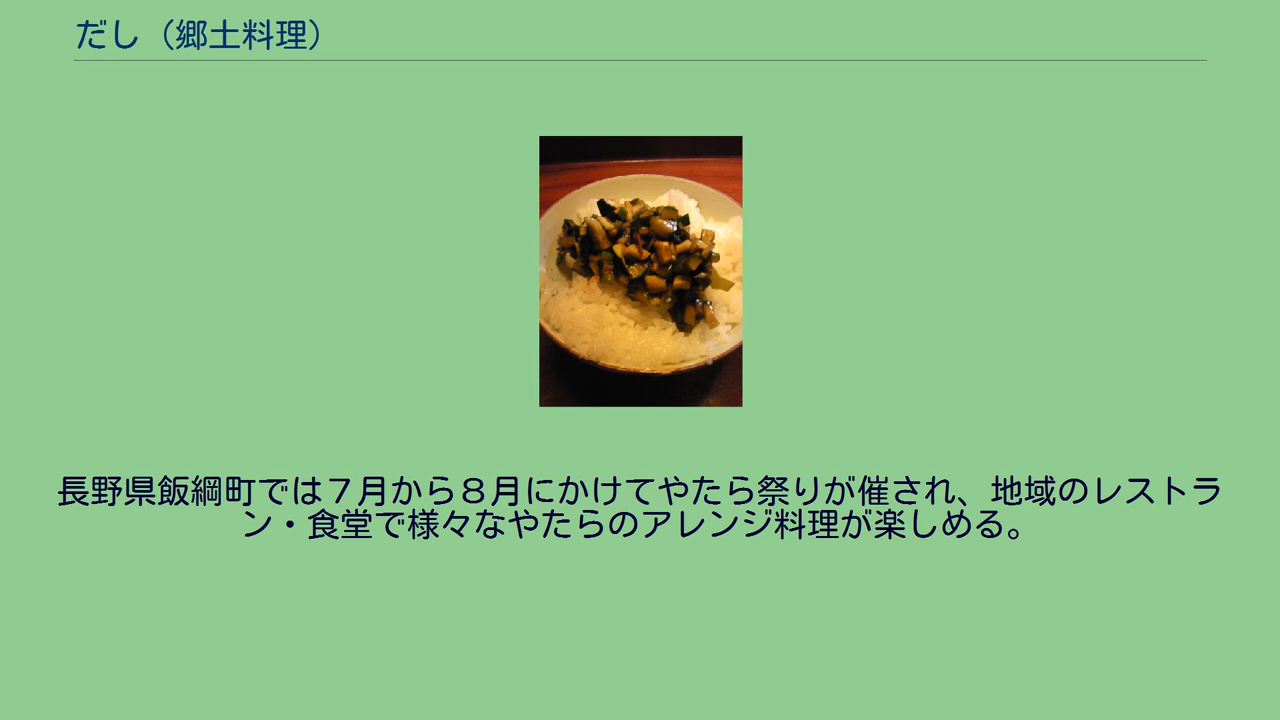 だし（郷土料理）
長野県飯綱町では７月から８月にかけてやたら祭りが催され、地域のレストラ
ン・食堂で様々なやたらのアレンジ料理が楽しめる。